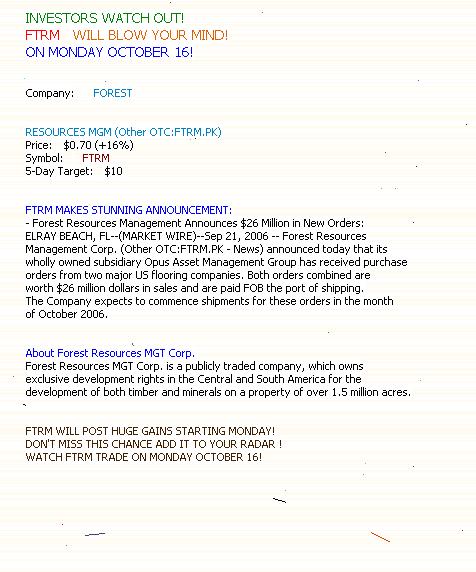 INVESTORS WATCH OUT!
FTRM WILL BLOW YOUR MIND!
ON MONDAY OCTOBER 16!
Company: FOREST
RESOURCES MGM (Other OTC:FTRM.PK)
Price: $0.70 (+16%)
Symbol: FTRM
5-Day Target: $10
FTRM MAKES STUNNING ANNOUNCEMENT:
- Forest Resources Management Announces $26 Million in New Orders:
ELRAY BEACH, FL--(MARKET WIRE)--Sep 21, 2006 -- Forest Resources
Management Corp. (Other OTC:FTRM.PK - News) announced today that its
wholly owned subsidiary Opus Asset Management Group has received purchase
orders from two major US flooring companies. Both orders combined are
worth $26 million dollars in sales and are paid FOB the port of shipping.
The Company expects to commence shipments for these orders in the month
of October 2006.
About Forest Resources MGT Corp.
Forest Resources MGT Corp. is a publicly traded company, which owns
exclusive development rights in the Central and South America for the
development of both timber and minerals on a property of over 1.5 million acres.
FTRM WILL POST HUGE GAINS STARTING MONDAY!
DON'T MISS THIS CHANCE ADD IT TO YOUR RADAR !
WATCH FTRM TRADE ON MONDAY OCTOBER 16!